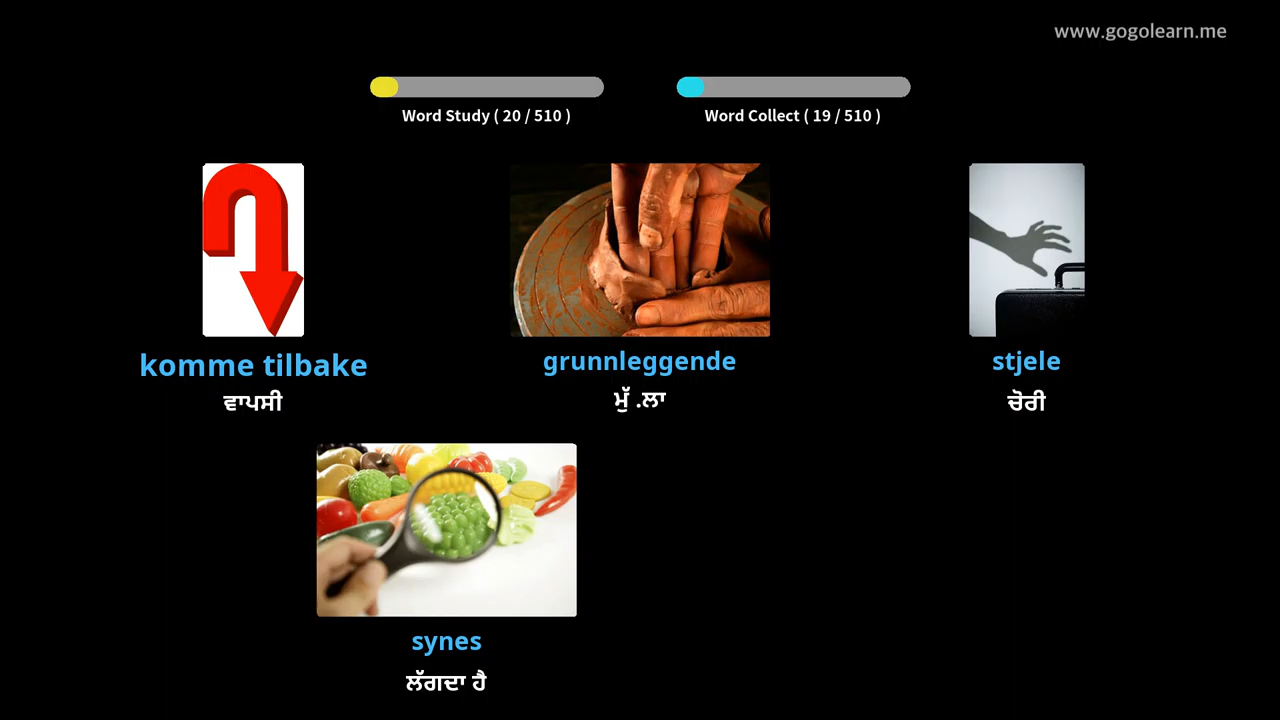 www.gogolearn.me
Word Study ( 20 / 510 )
Word Collect ( 19 / 510 )
komme tilbake
ਵਾਪਸੀ
grunnleggende
ਮੁੱ .ਲਾ
stjele
ਚੋਰੀ
synes
ਲੱਗਦਾ ਹੈ